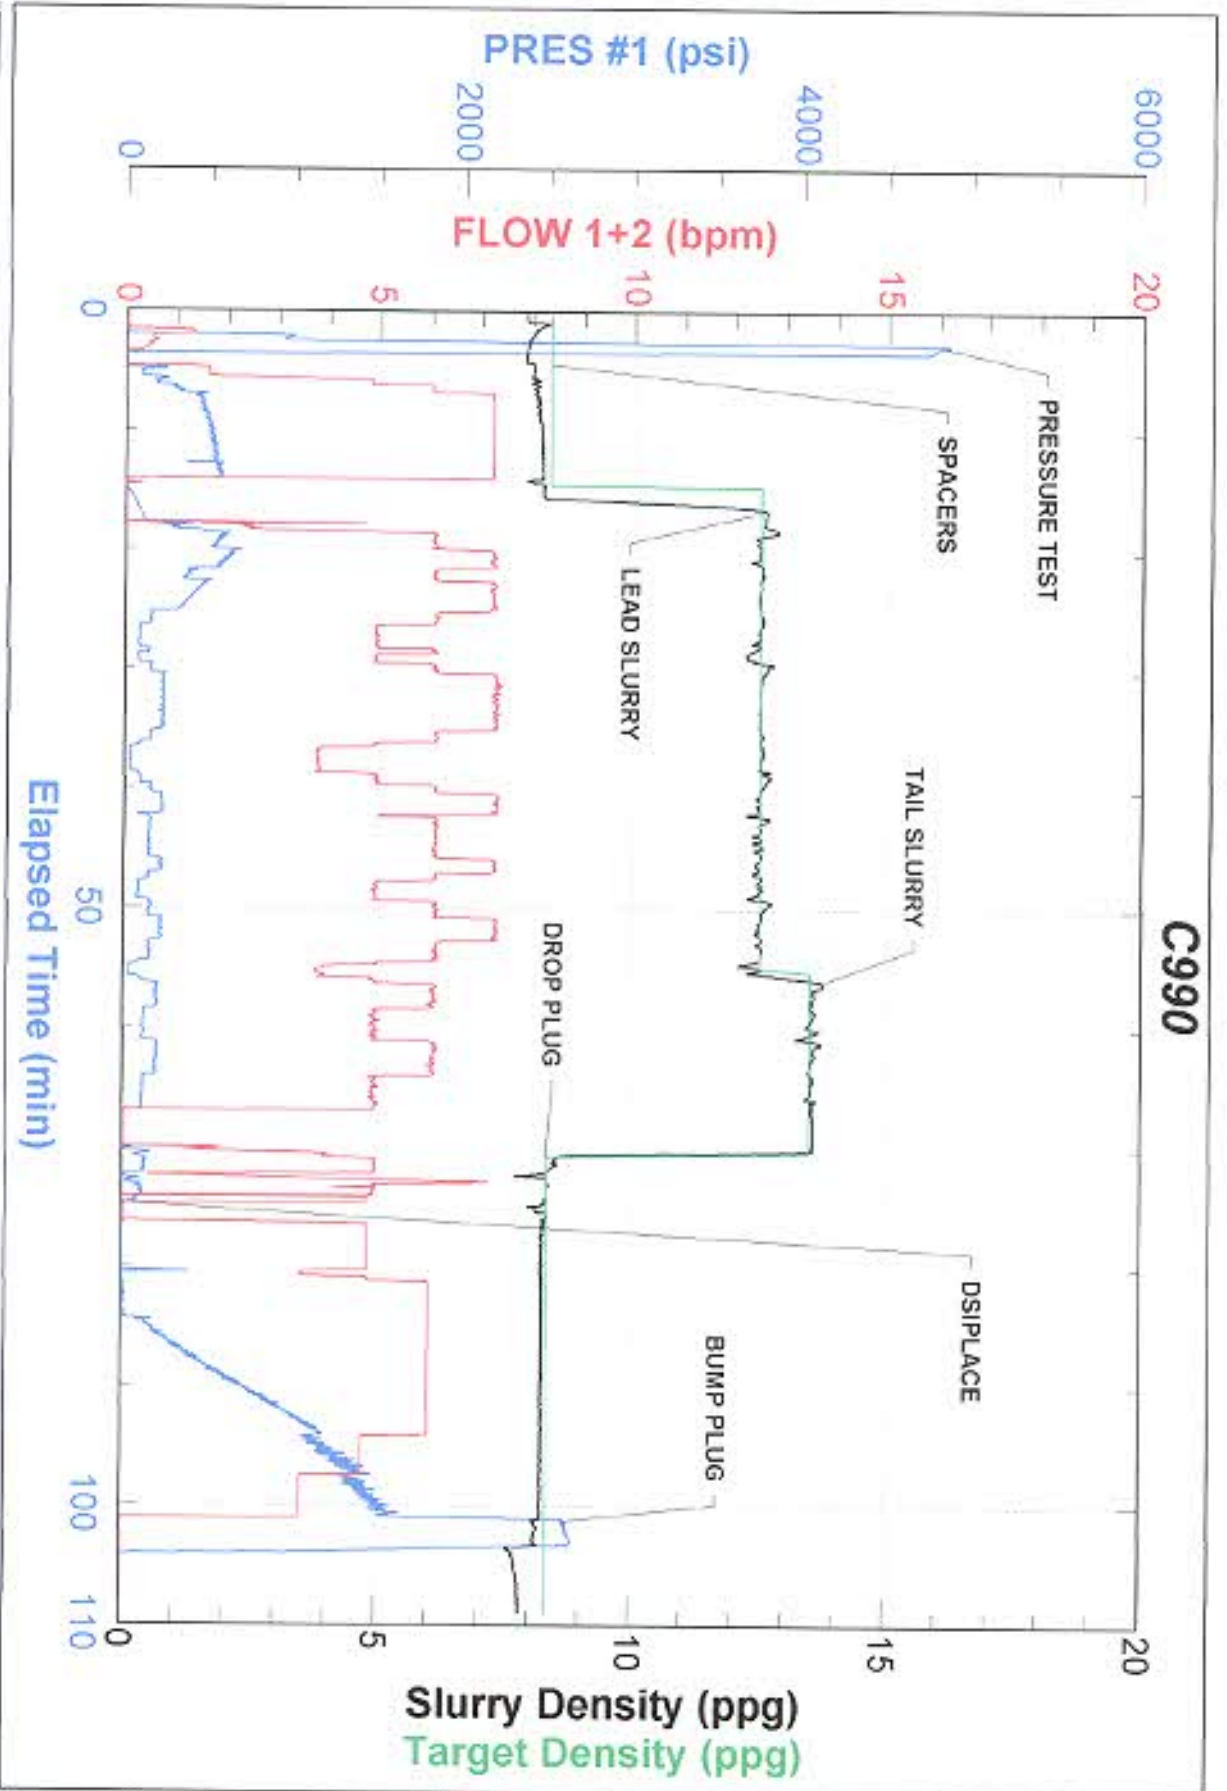 C990
PRES #1 (psi)
6000
4000
2000
0
FLOW 1+2 (bpm)
20
15
10
5
0
PRESSURE TEST
SPACERS
LEAD SLURRY
TAIL SLURRY
DROP PLUG
DSIPLACE
BUMP PLUG
20
15
10
5
0
Slurry Density (ppg)
Target Density (ppg)
0
50
100
110
Elapsed Time (min)